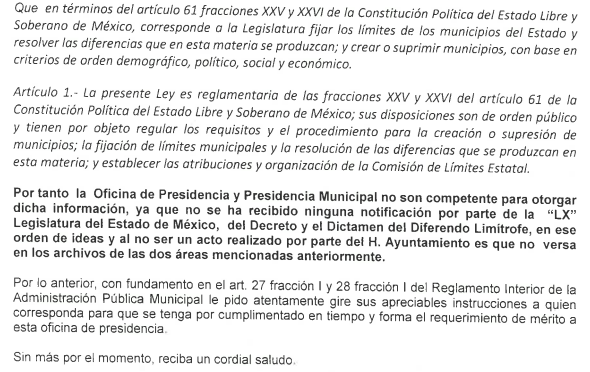 Que en términos del artículo 61 fracciones XXV y XXVI de la Constitución Política del Estado Libre y
Soberano de México, corresponde a la Legislatura fijar los límites de los municipios del Estado y
resolver las diferencias que en esta materia se produzcan; y crear o suprimir municipios, con base en
criterios de orden demográfico, político, social y económico.
Artículo 1.- La presente Ley es reglamentaria de las fracciones XXV y XXVI del artículo 61 de la
Constitución Política del Estado Libre y Soberano de México; sus disposiciones son de orden público
y tienen por objeto regular los requisitos y el procedimiento para la creación o supresión de
municipios; la fijación de límites municipales y la resolución de las diferencias que se produzcan en
esta materia; y establecer las atribuciones y organización de la Comisión de Límites Estatal.
Por tanto la Oficina de Presidencia y Presidencia Municipal no son competente para otorgar
dicha información, ya que no se ha recibido ninguna notificación por parte de la "LX"
Legislatura del Estado de México, del Decreto y el Dictamen del Diferendo Limítrofe, en ese
orden de ideas y al no ser un acto realizado por parte del H. Ayuntamiento es que no versa
en los archivos de las dos áreas mencionadas anteriormente.
Por lo anterior, con fundamento en el art. 27 fracción I y 28 fracción I del Reglamento Interior de la
Administración Pública Municipal le pido atentamente gire sus apreciables instrucciones a quien
corresponda para que se tenga por cumplimentado en tiempo y forma el requerimiento de mérito a
esta oficina de presidencia.
Sin más por el momento, reciba un cordial saludo.